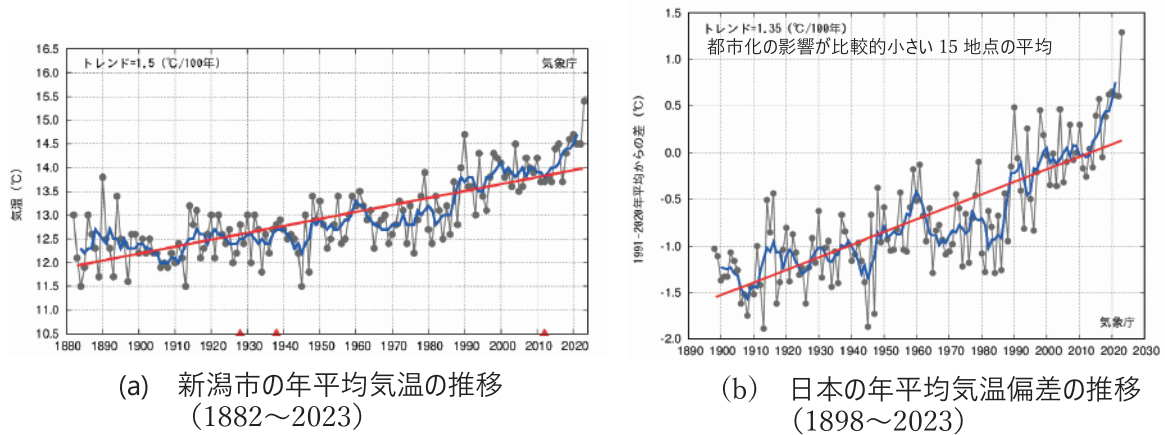 トレンド=1.5 (℃/100年)
気象庁
気温 (℃)
16.5
16.0
15.5
15.0
14.5
14.0
13.5
13.0
12.5
12.0
11.5
11.0
10.5
1880 1890 1900 1910 1920 1930 1940 1950 1960 1970 1980 1990 2000 2010 2020
(a) 新潟市の年平均気温の推移
（1882～2023）
トレンド=1.35 (℃/100年)
都市化の影響が比較的小さい 15 地点の平均
1991-2020年平均からの差 (℃)
1.5
1.0
0.5
0.0
-0.5
-1.0
-1.5
-2.0
気象庁
1890 1900 1910 1920 1930 1940 1950 1960 1970 1980 1990 2000 2010 2020 2030
(b) 日本の年平均気温偏差の推移
（1898～2023）